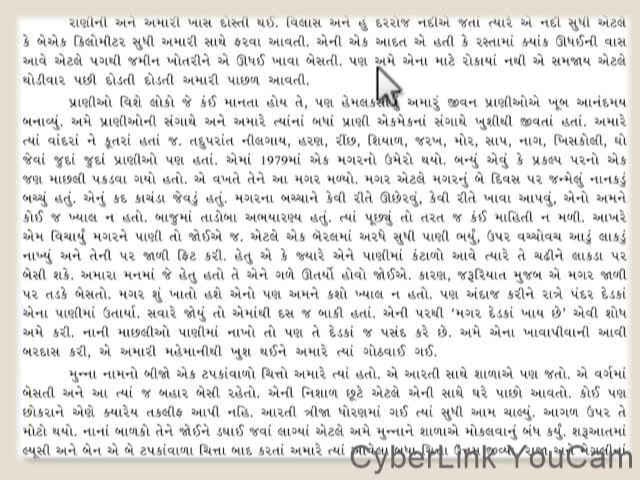 રાણીની અને અમારી ખાસ દોસ્તી થઈ. વિલાસ અને હું દરરોજ નદીએ જતાં ત્યારે એ નદી સુધી એટલે
કે બેએક કિલોમીટર સુધી અમારી સાથે ફરવા આવતી. એની એક આદત એ હતી કે રસ્તામાં ક્યાંક ઊધઈની વાસ
આવે એટલે પગથી જમીન ખોતરીને એ ઊધઈ ખાવા બેસતી. પણ અમે એના માટે રોકાયાં નથી એ સમજાય એટલે
થોડીવાર પછી દોડતી દોડતી અમારી પાછળ આવતી.
પ્રાણીઓ વિશે લોકો જે કંઈ માનતા હોય તે, પણ અમારું જીવન પ્રાણીઓએ ખૂબ આનંદમય
બનાવ્યું. અમે પ્રાણીઓની સંગાથે અને અમારે ત્યાંનાં બધાં પ્રાણી એકમેકનાં સંગાથે ખુશીથી જીવતાં હતાં. અમારે
ત્યાં વાંદરાં ને કૂતરાં હતાં જ. તદુપરાંત નીલગાય, હરણ, રીંછ, શિયાળ, જરખ, મોર, સાપ, નાગ, ખિસકોલી, ઘો
જેવાં જુદાં જુદાં પ્રાણીઓ પણ હતાં. એમાં 1979માં એક મગરનો ઉમેરો થયો. બન્યું એવું કે પ્રકલ્પ પરનો એક
જણ માછલી પકડવા ગયો હતો. એ વખતે તેને આ મગર મળ્યો. મગર એટલે મગરનું બે દિવસ પર જન્મેલું નાનકડું
બચ્ચું હતું. એનું કદ કાચંડા જેવડું હતું. મગરના બચ્ચાને કેવી રીતે ઊછેરવું, કેવી રીતે ખાવા આપવું, એનો અમને
કોઈ જ ખ્યાલ ન હતો. બાજુમાં તાડોબા અભયારણ્ય હતું. ત્યાં પૂછ્યું તો તરત જ કંઈ માહિતી ન મળી. આખરે
એમ વિચાર્યું મગરને પાણી તો જોઈએ જ. એટલે એક બેરલમાં અરધે સુધી પાણી ભર્યું, ઉપર વચ્ચોવચ આડું લાકડું
નાખ્યું અને તેની પર જાળી ફિટ કરી. હેતુ એ કે જ્યારે એને પાણીમાં કંટાળો આવે ત્યારે તે ચઢીને લાકડા પર
બેસી શકે. અમારા મનમાં જે હેતુ હતો તે એને ગળે ઊતર્યો હોવો જોઈએ. કારણ, જરૂરિયાત મુજબ એ મગર જાળી
પર તડકે બેસતો. મગર શું ખાતો હશે એનો પણ અમને કશો ખ્યાલ ન હતો. પણ અંદાજ કરીને રાત્રે પંદર દેડકાં
એના પાણીમાં ઉતાર્યાં. સવારે જોયું તો એમાંથી દસ જ બાકી હતાં. એની પરથી 'મગર દેડકાં ખાય છે' એવી શોધ
અમે કરી. નાની માછલીઓ પાણીમાં નાખો તો પણ તે દેડકાં જ પસંદ કરે છે. અમે એના ખાવાપીવાની આવી
બરદાસ કરી, એ અમારી મહેમાનીથી ખુશ થઈને અમારે ત્યાં ગોઠવાઈ ગઈ.
મુન્ના નામનો બીજો એક ટપકાંવાળો ચિત્તો અમારે ત્યાં હતો. એ આરતી સાથે શાળાએ પણ જતો. એ વર્ગમાં
બેસતી અને આ ત્યાં જ બહાર બેસી રહેતો. એની નિશાળ છૂટે એટલે એની સાથે ઘરે પાછો આવતો. કોઈ પણ
છોકરાને એણે ક્યારેય તકલીફ આપી નહિ. આરતી ત્રીજા ધોરણમાં ગઈ ત્યાં સુધી આમ ચાલ્યું. આગળ ઉપર તે
મોટો થયો. નાનાં બાળકો તેને જોઈને ડઘાઈ જવાં લાગ્યાં એટલે અમે મુન્નાને શાળાએ મોકલવાનું બંધ કર્યું. શરૂઆતમાં
લ્યૂસી અને બેન એ બે ટપકાંવાળા ચિત્તા બાદ કરતાં અમારે ત્યાં આવેલા બધા ચિત્તા
CyberLink YouCam